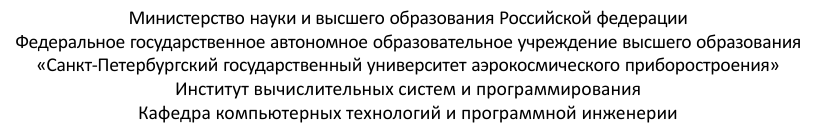 Министерство науки и высшего образования Российской федерации
Федеральное государственное автономное образовательное учреждение высшего образования
«Санкт-Петербургский государственный университет аэрокосмического приборостроения»
Институт вычислительных систем и программирования
Кафедра компьютерных технологий и программной инженерии